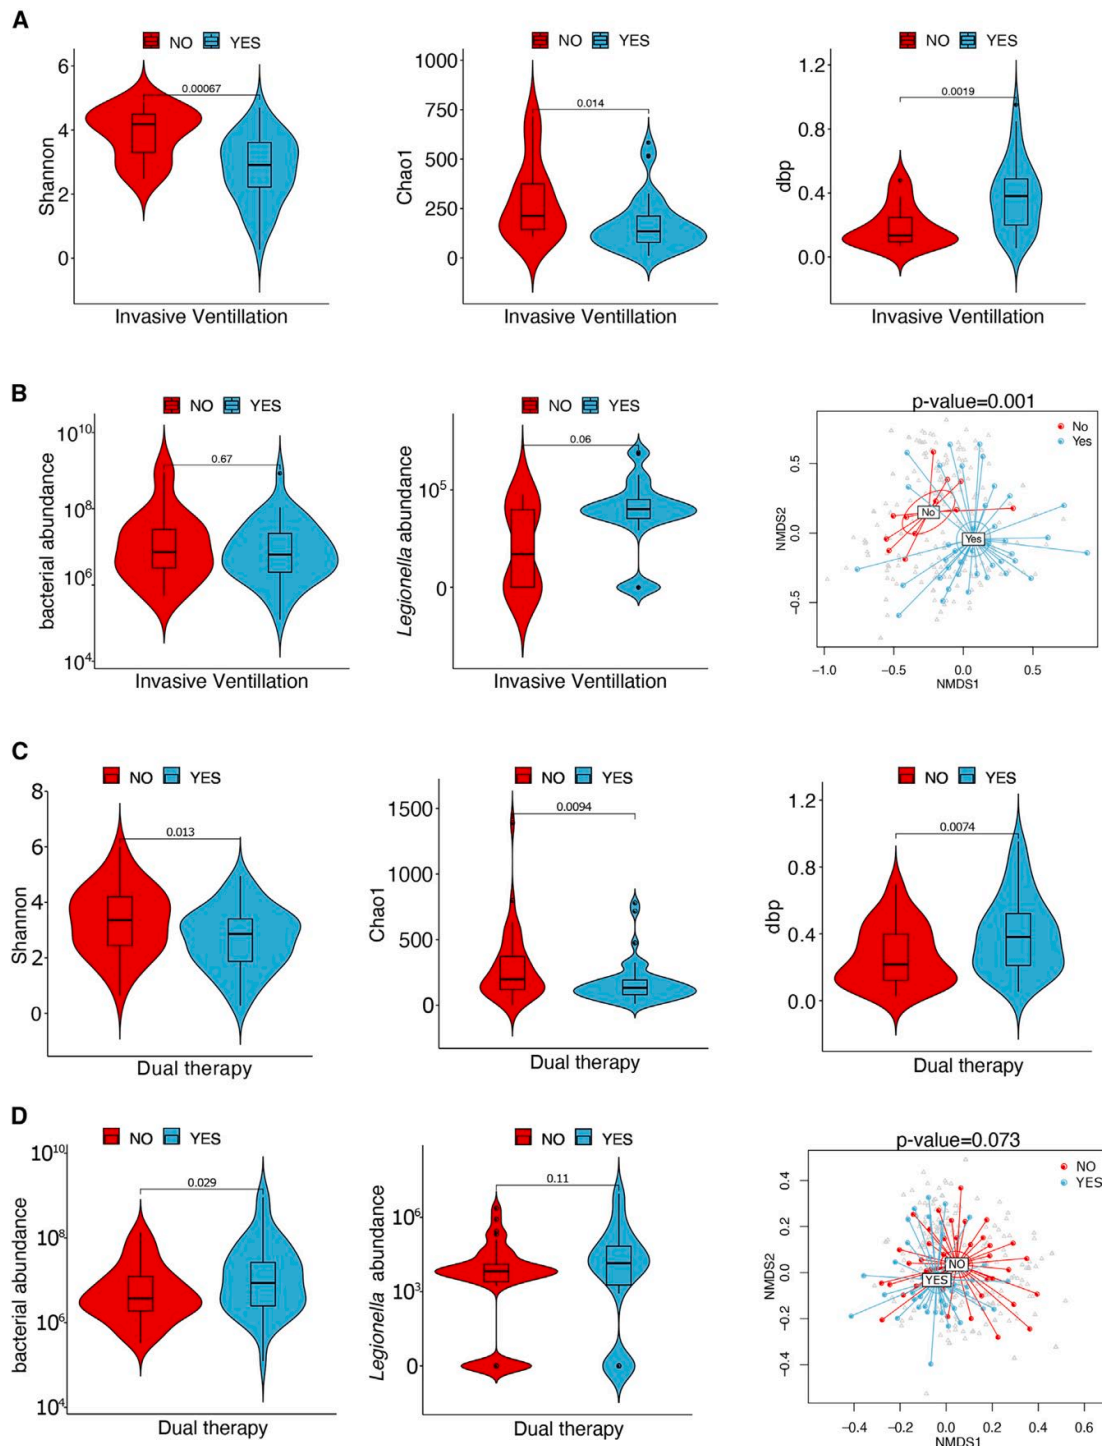 A
NO YES
6
4
2
0
Shannon
0.00067
Invasive Ventillation
NO YES
1000
750
500
250
0
Chao1
0.014
Invasive Ventillation
NO YES
1.2
0.8
0.4
0.0
dbp
0.0019
Invasive Ventillation
B
NO YES
10^10
10^8
10^6
10^4
bacterial abundance
0.67
Invasive Ventillation
NO YES
10^5
0
Legionella abundance
0.06
Invasive Ventillation
p-value=0.001
No
Yes
0.5
0.0
−0.5
NMDS2
No
Yes
−1.0 −0.5 0.0 0.5
NMDS1
C
NO YES
8
6
4
2
0
Shannon
0.013
Dual therapy
NO YES
1500
1000
500
0
Chao1
0.0094
Dual therapy
NO YES
1.2
0.8
0.4
0.0
dbp
0.0074
Dual therapy
D
NO YES
10^10
10^8
10^6
10^4
bacterial abundance
0.029
Dual therapy
NO YES
10^6
10^3
0
Legionella abundance
0.11
Dual therapy
p-value=0.073
NO
YES
0.4
0.2
0.0
−0.2
−0.4
NMDS2
NO
YES
−0.4 −0.2 0.0 0.2 0.4 0.6
NMDS1